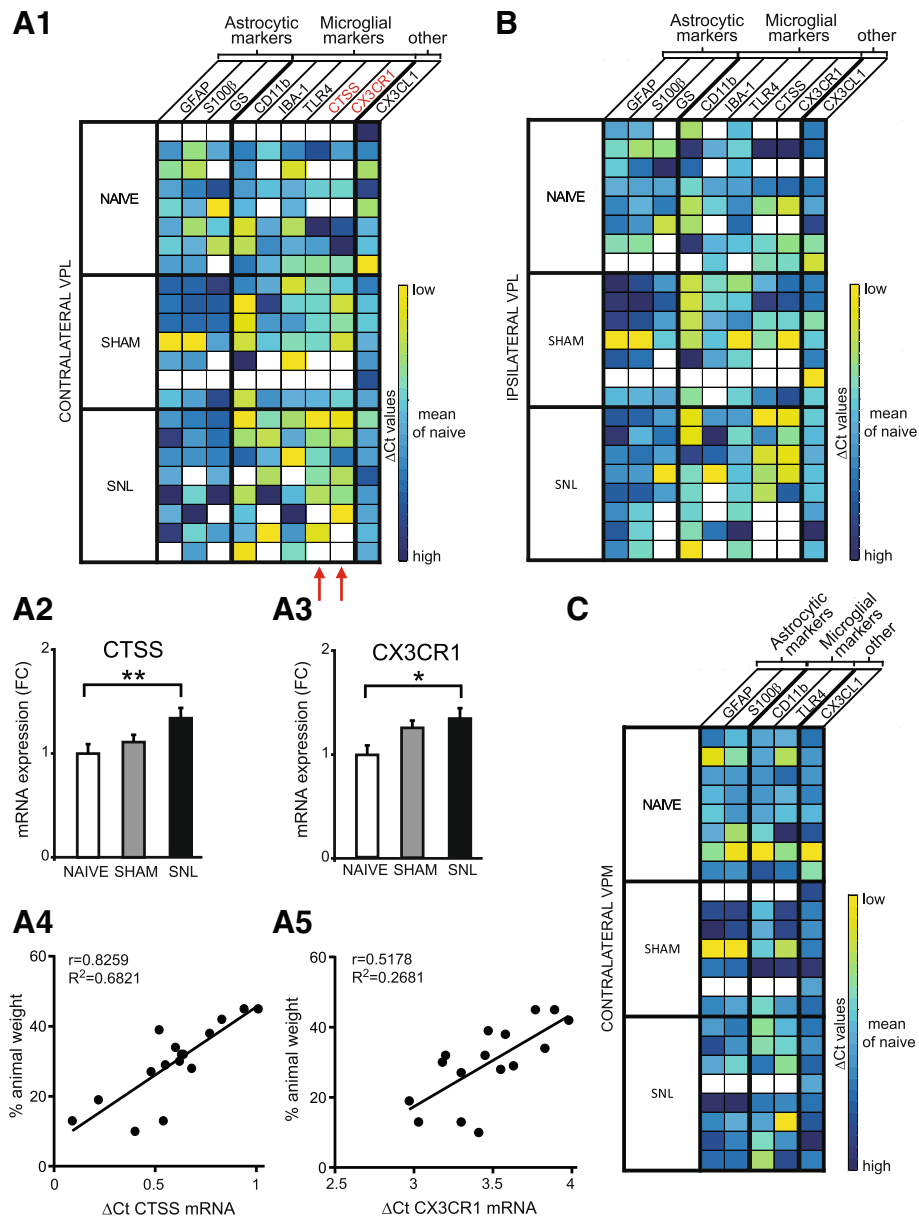 A1
Astrocytic markers
Microglial markers
other
GFAP
S100β
GS
CD11b
IBA-1
TLR4
CTSS
CX3CR1
CX3CL1
CONTRALATERAL VPL
NAIVE
SHAM
SNL
low
mean of naive
ΔCt values
high
B
Astrocytic markers
Microglial markers
other
GFAP
S100β
GS
CD11b
IBA-1
TLR4
CTSS
CX3CR1
CX3CL1
IPSILATERAL VPL
NAIVE
SHAM
SNL
low
mean of naive
ΔCt values
high
A2
CTSS
**
mRNA expression (FC)
2
1
0
NAIVE SHAM SNL
A3
CX3CR1
*
mRNA expression (FC)
2
1
0
NAIVE SHAM SNL
A4
r=0.8259
R²=0.6821
% animal weight
60
40
20
0
0 0.5 1
ΔCt CTSS mRNA
A5
r=0.5178
R²=0.2681
% animal weight
60
40
20
0
2.5 3 3.5 4
ΔCt CX3CR1 mRNA
C
Astrocytic markers
Microglial markers
other
GFAP
S100β
CD11b
TLR4
CX3CL1
CONTRALATERAL VPM
NAIVE
SHAM
SNL
low
mean of naive
ΔCt values
high